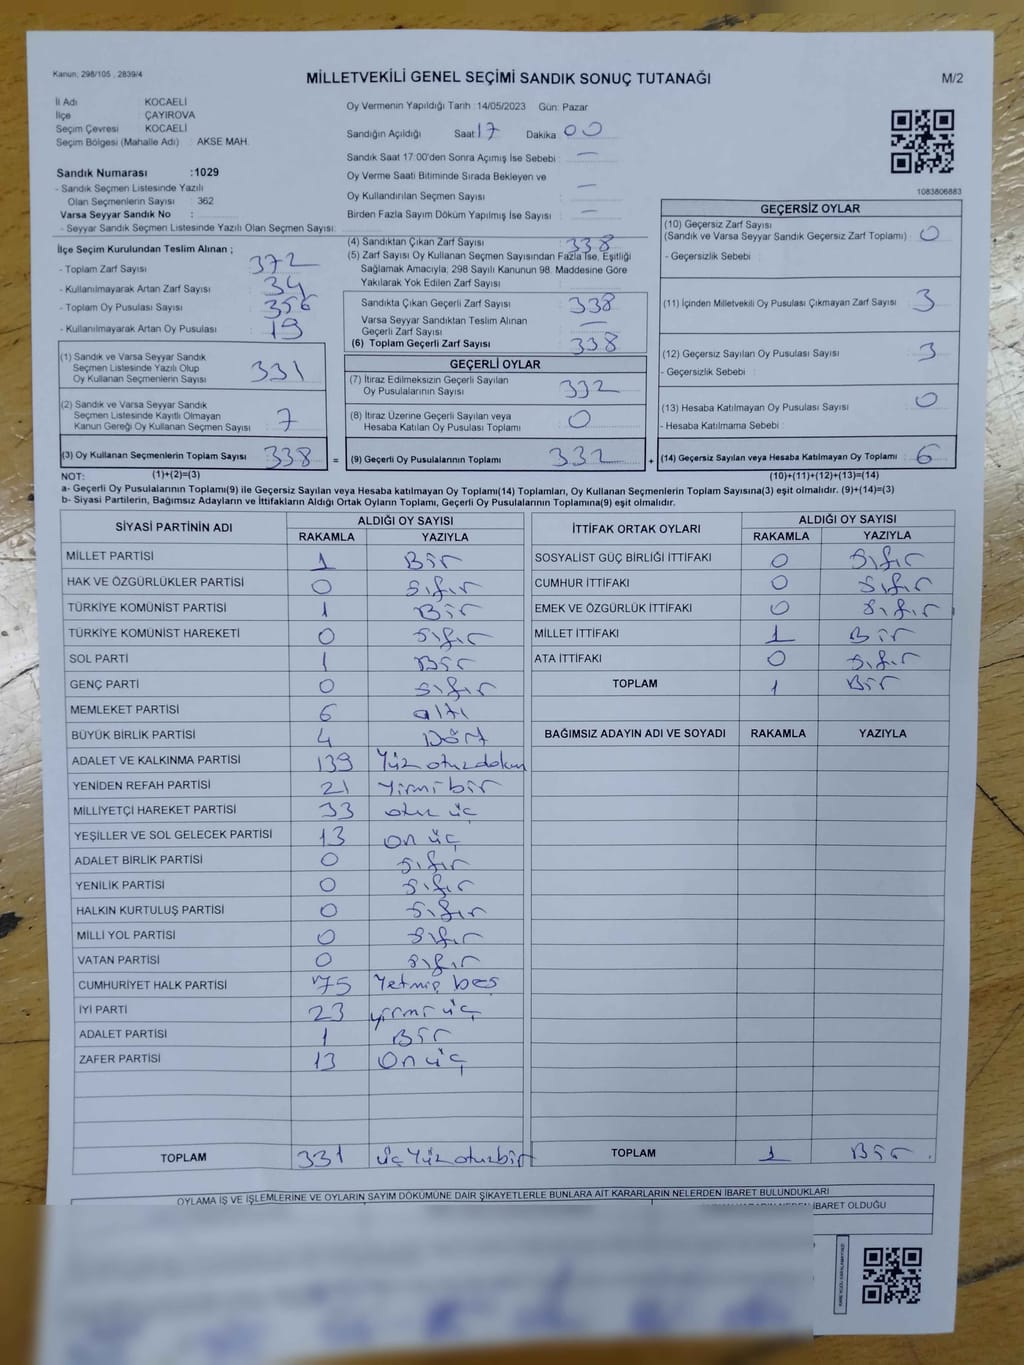 Kanun; 298/105 , 2839/4
MİLLETVEKİLİ GENEL SEÇİMİ SANDIK SONUÇ TUTANAĞI
M/2
İl Adı KOCAELİ
İlçe ÇAYIROVA
Seçim Çevresi KOCAELİ
Seçim Bölgesi (Mahalle Adı) : AKSE MAH.
Sandık Numarası :1029
- Sandık Seçmen Listesinde Yazılı
Olan Seçmenlerin Sayısı : 362
Varsa Seyyar Sandık No :
- Seyyar Sandık Seçmen Listesinde Yazılı Olan Seçmen Sayısı:
Oy Vermenin Yapıldığı Tarih :14/05/2023 Gün: Pazar
Sandığın Açıldığı Saat 17 Dakika 00
Sandık Saat 17:00'den Sonra Açımış İse Sebebi : —
Oy Verme Saati Bitiminde Sırada Bekleyen ve
Oy Kullandırılan Seçmen Sayısı : —
Birden Fazla Sayım Döküm Yapılmış İse Sayısı : —
1083806883
İlçe Seçim Kurulundan Teslim Alınan ;
- Toplam Zarf Sayısı : 372
- Kullanılmayarak Artan Zarf Sayısı : 34
- Toplam Oy Pusulası Sayısı : 356
- Kullanılmayarak Artan Oy Pusulası : 19
(1) Sandık ve Varsa Seyyar Sandık
Seçmen Listesinde Yazılı Olup
Oy Kullanan Seçmenlerin Sayısı : 331
(2) Sandık ve Varsa Seyyar Sandık
Seçmen Listesinde Kayıtlı Olmayan
Kanun Gereği Oy Kullanan Seçmen Sayısı : 7
(3) Oy Kullanan Seçmenlerin Toplam Sayısı : 338 =
(4) Sandıktan Çıkan Zarf Sayısı : 338
(5) Zarf Sayısı Oy Kullanan Seçmen Sayısından Fazla İse, Eşitliği
Sağlamak Amacıyla; 298 Sayılı Kanunun 98. Maddesine Göre
Yakılarak Yok Edilen Zarf Sayısı :
Sandıkta Çıkan Geçerli Zarf Sayısı : 338
Varsa Seyyar Sandıktan Teslim Alınan
Geçerli Zarf Sayısı : —
(6) Toplam Geçerli Zarf Sayısı : 338
GEÇERLİ OYLAR
(7) İtiraz Edilmeksizin Geçerli Sayılan
Oy Pusulalarının Sayısı : 332
(8) İtiraz Üzerine Geçerli Sayılan veya
Hesaba Katılan Oy Pusulası Toplamı : 0
(9) Geçerli Oy Pusulalarının Toplamı : 332 +
GEÇERSİZ OYLAR
(10) Geçersiz Zarf Sayısı
(Sandık ve Varsa Seyyar Sandık Geçersiz Zarf Toplamı) : 0
- Geçersizlik Sebebi :
(11) İçinden Milletvekili Oy Pusulası Çıkmayan Zarf Sayısı : 3
(12) Geçersiz Sayılan Oy Pusulası Sayısı : 3
- Geçersizlik Sebebi :
(13) Hesaba Katılmayan Oy Pusulası Sayısı : 0
- Hesaba Katılmama Sebebi :
(14) Geçersiz Sayılan veya Hesaba Katılmayan Oy Toplamı : 6
NOT: (1)+(2)=(3) (10)+(11)+(12)+(13)=(14)
a- Geçerli Oy Pusulalarının Toplamı(9) ile Geçersiz Sayılan veya Hesaba katılmayan Oy Toplamı(14) Toplamları, Oy Kullanan Seçmenlerin Toplam Sayısına(3) eşit olmalıdır. (9)+(14)=(3)
b- Siyasi Partilerin, Bağımsız Adayların ve İttifakların Aldığı Ortak Oyların Toplamı, Geçerli Oy Pusulalarının Toplamına(9) eşit olmalıdır.
SİYASİ PARTİNİN ADI ALDIĞI OY SAYISI
RAKAMLA YAZIYLA
MİLLET PARTİSİ 1 Bir
HAK VE ÖZGÜRLÜKLER PARTİSİ 0 Sıfır
TÜRKİYE KOMÜNİST PARTİSİ 1 Bir
TÜRKİYE KOMÜNİST HAREKETİ 0 Sıfır
SOL PARTİ 1 Bir
GENÇ PARTİ 0 Sıfır
MEMLEKET PARTİSİ 6 altı
BÜYÜK BİRLİK PARTİSİ 4 Dört
ADALET VE KALKINMA PARTİSİ 139 Yüz otuzdokuz
YENİDEN REFAH PARTİSİ 21 Yirmi bir
MİLLİYETÇİ HAREKET PARTİSİ 33 otuz üç
YEŞİLLER VE SOL GELECEK PARTİSİ 13 on üç
ADALET BİRLİK PARTİSİ 0 Sıfır
YENİLİK PARTİSİ 0 Sıfır
HALKIN KURTULUŞ PARTİSİ 0 Sıfır
MİLLİ YOL PARTİSİ 0 Sıfır
VATAN PARTİSİ 0 Sıfır
CUMHURİYET HALK PARTİSİ 75 Yetmiş beş
İYİ PARTİ 23 yirmi üç
ADALET PARTİSİ 1 Bir
ZAFER PARTİSİ 13 On üç
TOPLAM 331 üç Yüz otuzbir
İTTİFAK ORTAK OYLARI ALDIĞI OY SAYISI
RAKAMLA YAZIYLA
SOSYALİST GÜÇ BİRLİĞİ İTTİFAKI 0 Sıfır
CUMHUR İTTİFAKI 0 Sıfır
EMEK VE ÖZGÜRLÜK İTTİFAKI 0 Sıfır
MİLLET İTTİFAKI 1 Bir
ATA İTTİFAKI 0 Sıfır
TOPLAM 1 Bir
BAĞIMSIZ ADAYIN ADI VE SOYADI RAKAMLA YAZIYLA
TOPLAM 1 Bir
OYLAMA İŞ VE İŞLEMLERİNE VE OYLARIN SAYIM DÖKÜMÜNE DAİR ŞİKAYETLERLE BUNLARA AİT KARARLARIN NELERDEN İBARET BULUNDUKLARI
İBARET OLDUĞU